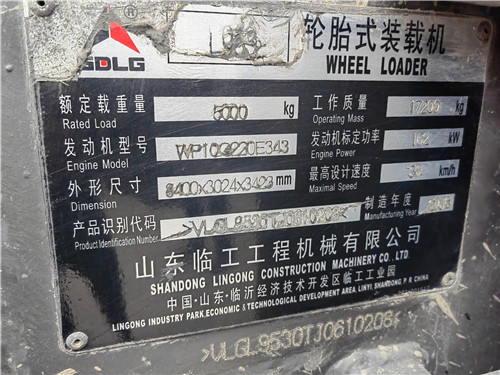 SDLG
轮胎式装载机
WHEEL LOADER
额定载重量 5000 kg 工作质量 17200 kg
Rated Load Operating Mass
发动机型号 WP10G220E343 发动机标定功率 162 kW
Engine Model Engine Power
外形尺寸 8400x3024x3423 mm 最高设计速度 km/h
Dimension Maximal Speed
产品识别代码 >VLGL9530TJ0610208< 制造年度
Product Identification Number Manufacturing Year
山东临工工程机械有限公司
SHANDONG LINGONG CONSTRUCTION MACHINERY CO., LTD.
中国·山东·临沂经济技术开发区临工工业园
LINGONG INDUSTRY PARK.ECONOMIC & TECHNOLOGICAL DEVELOPMENT AREA. LINYI SHANDONG P R CHINA
>VLGL9530TJ0610208<